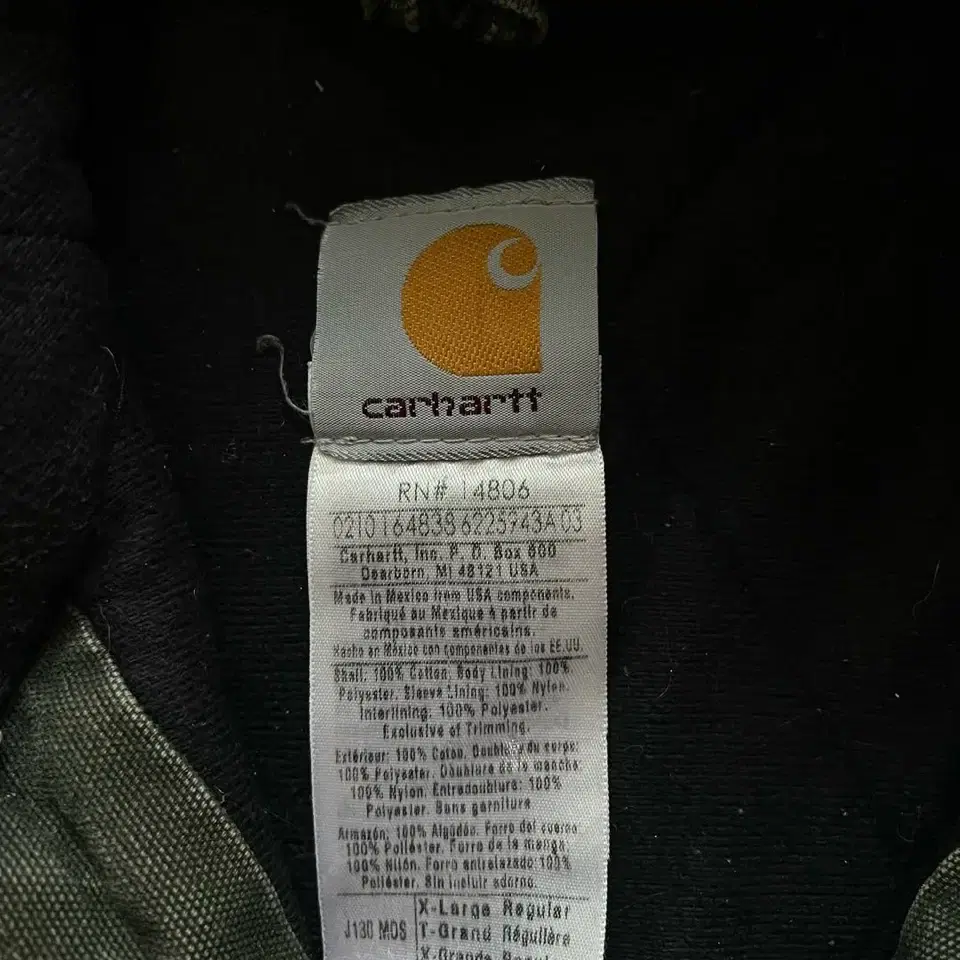 carhartt
RN# 14806
0210164838 6225943A 03
Carhartt, Inc. P. O. Box 600
Dearborn, MI 48121 USA
Made in Mexico from USA components.
Fabriqué au Mexique à partir de
composants américains.
Hecho en México con componentes de los EE.UU.
Shell: 100% Cotton, Body Lining: 100%
Polyester. Sleeve Lining: 100% Nylon.
Interlining: 100% Polyester.
Exclusive of Trimming.
Extérieur: 100% Coton. Doublure du corps:
100% Polyester. Doublure de la manche:
100% Nylon. Entredoublure: 100%
Polyester. Sans garniture
Armazón: 100% Algodón. Forro del cuerpo
100% Poliéster. Forro de la manga:
100% Nilón. Forro entrelazado 100%
Poliéster. Sin incluir adorno.
J130 MOS
X-Large Regular
T-Grand Régulière
X-Grande